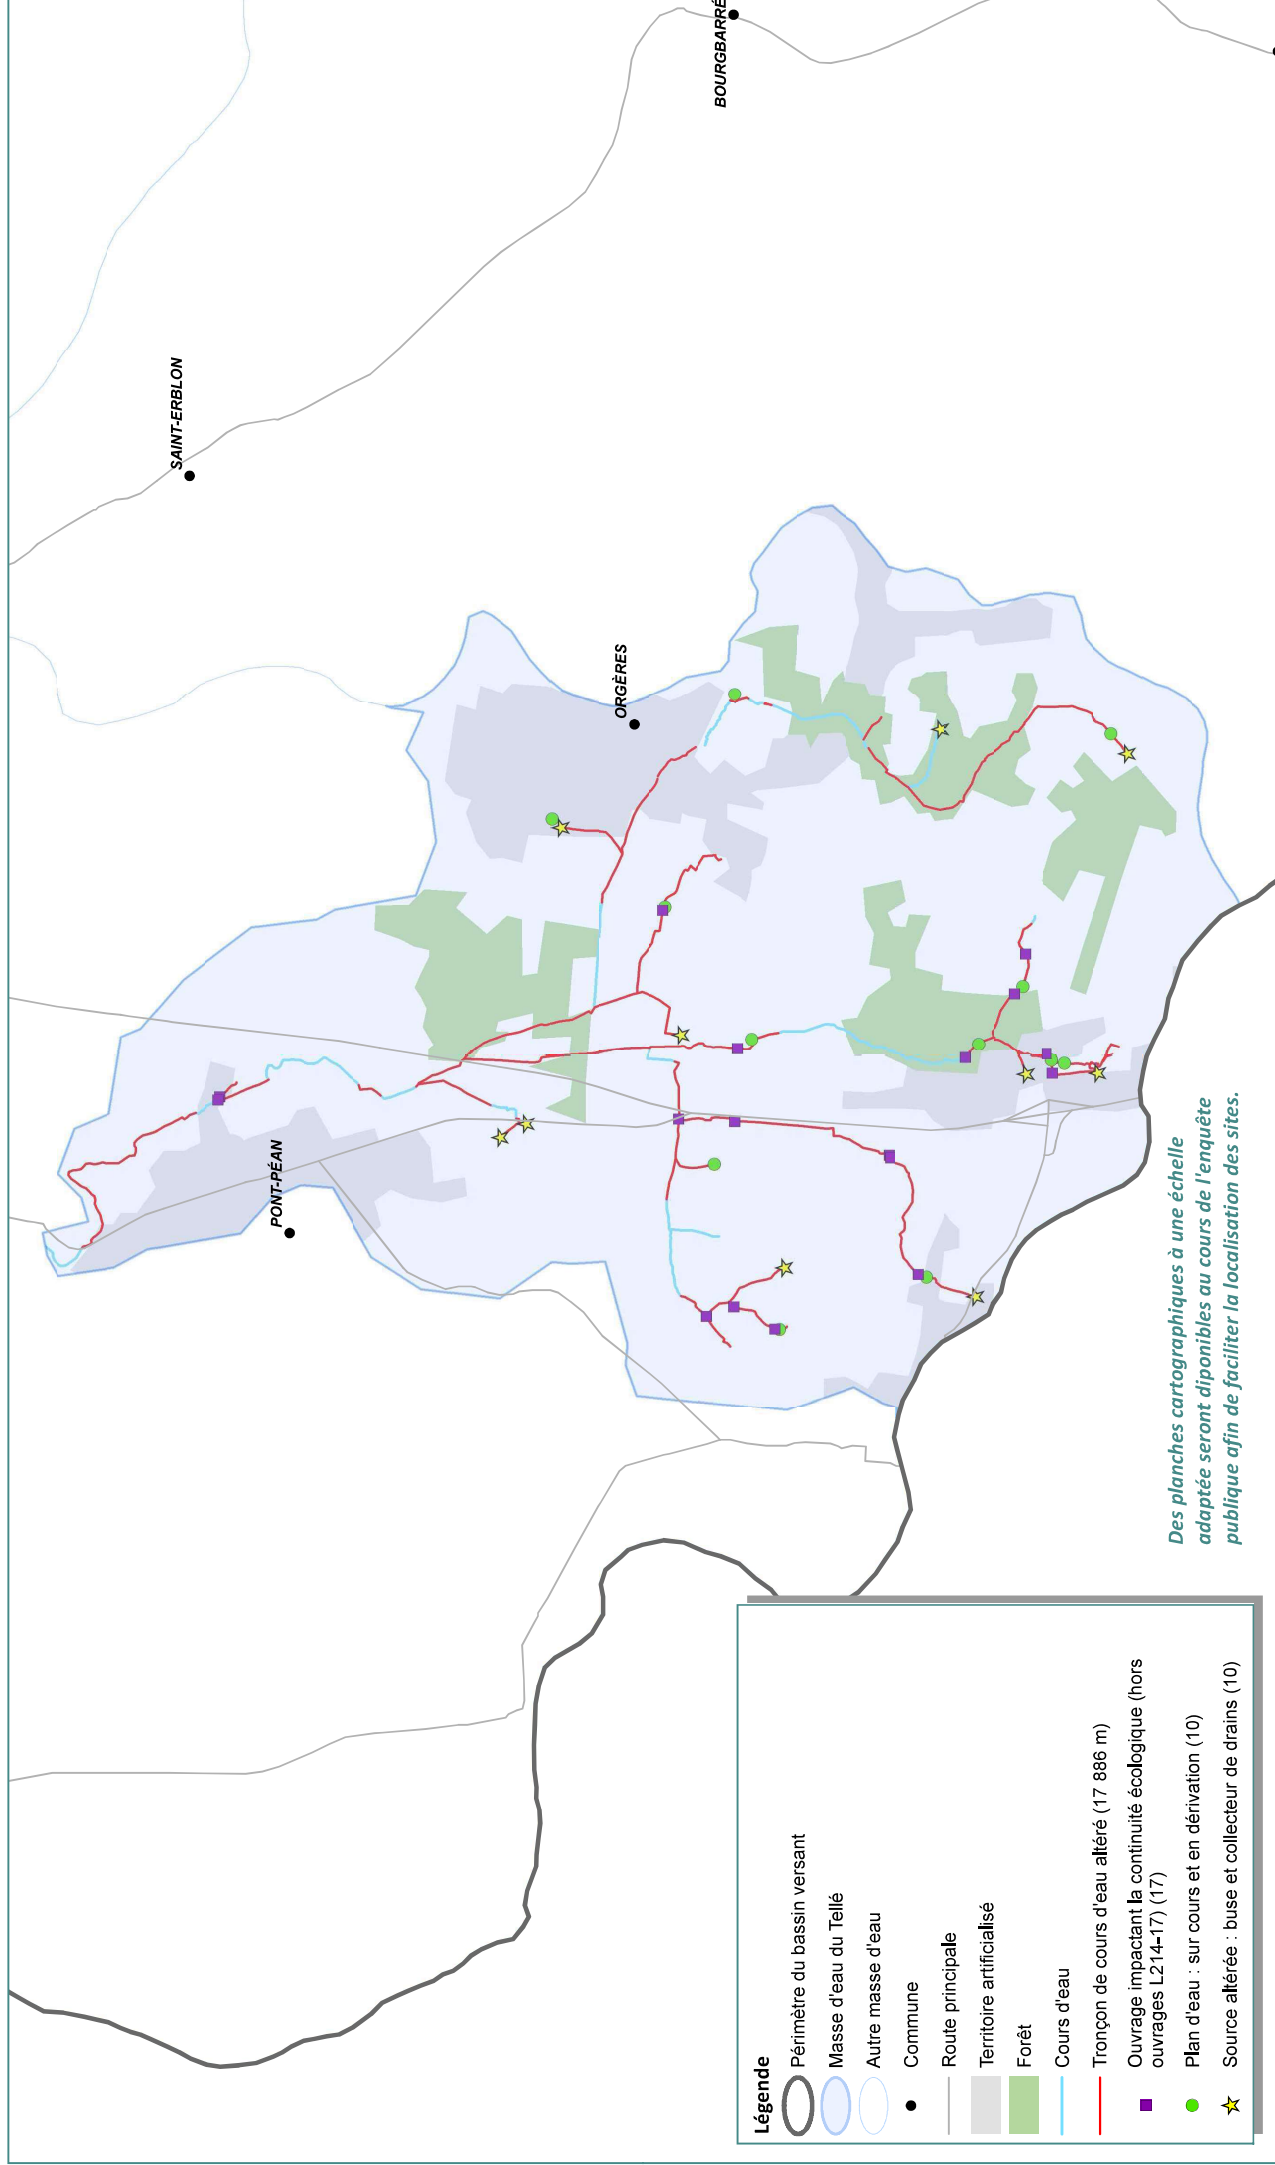 SAINT-ERBLON
BOURGBARRÉ
ORGÈRES
PONT-PÉAN
Des planches cartographiques à une échelle
adaptée seront diponibles au cours de l'enquête
publique afin de faciliter la localisation des sites.
Légende
Périmètre du bassin versant
Masse d'eau du Tellé
Autre masse d'eau
Commune
Route principale
Territoire artificialisé
Forêt
Cours d'eau
Tronçon de cours d'eau altéré (17 886 m)
Ouvrage impactant la continuité écologique (hors
ouvrages L214-17) (17)
Plan d'eau : sur cours et en dérivation (10)
Source altérée : buse et collecteur de drains (10)